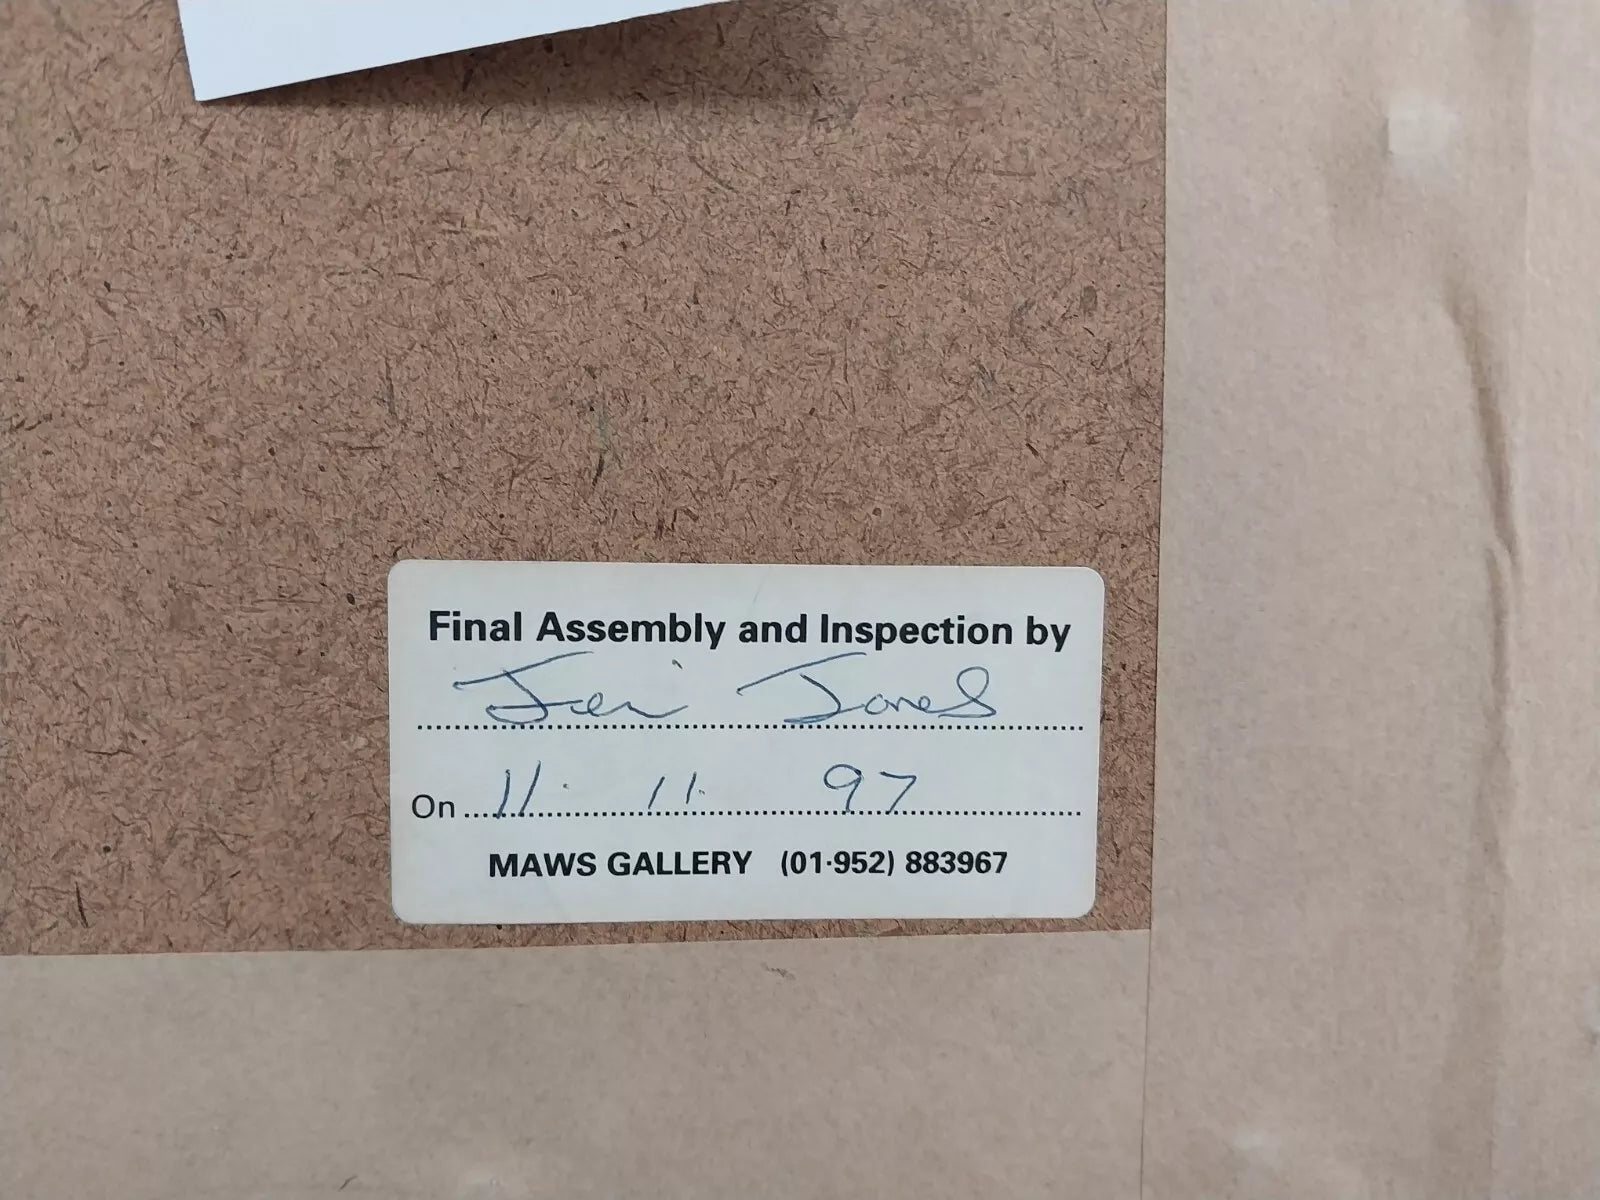 Final Assembly and Inspection by
Jones
On 11. 11. 97
MAWS GALLERY (01·952) 883967